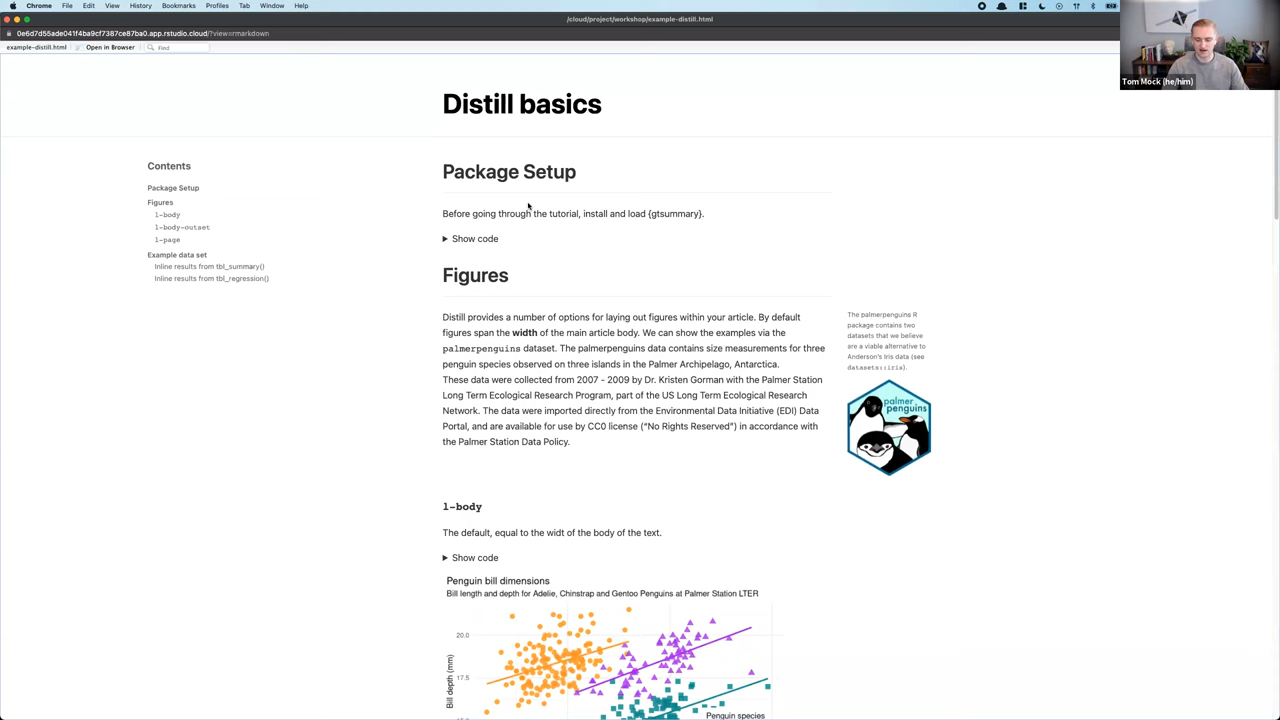 Chrome File Edit View History Bookmarks Profiles Tab Window Help
/cloud/project/workshop/example-distill.html
0e6d7d55ade041f4ba9cf7387ce87ba0.app.rstudio.cloud/?view=rmarkdown
example-distill.html Open in Browser Find
Tom Mock (he/him)
Distill basics
Contents
Package Setup
Figures
l-body
l-body-outset
l-page
Example data set
Inline results from tbl_summary()
Inline results from tbl_regression()
Package Setup
Before going through the tutorial, install and load {gtsummary}.
Show code
Figures
Distill provides a number of options for laying out figures within your article. By default
figures span the width of the main article body. We can show the examples via the
palmerpenguins dataset. The palmerpenguins data contains size measurements for three
penguin species observed on three islands in the Palmer Archipelago, Antarctica.
These data were collected from 2007 - 2009 by Dr. Kristen Gorman with the Palmer Station
Long Term Ecological Research Program, part of the US Long Term Ecological Research
Network. The data were imported directly from the Environmental Data Initiative (EDI) Data
Portal, and are available for use by CC0 license (“No Rights Reserved”) in accordance with
the Palmer Station Data Policy.
The palmerpenguins R
package contains two
datasets that we believe
are a viable alternative to
Anderson's Iris data (see
datasets::iris).
palmer
penguins
l-body
The default, equal to the widt of the body of the text.
Show code
Penguin bill dimensions
Bill length and depth for Adelie, Chinstrap and Gentoo Penguins at Palmer Station LTER
20.0
17.5
Bill depth (mm)
Penguin species